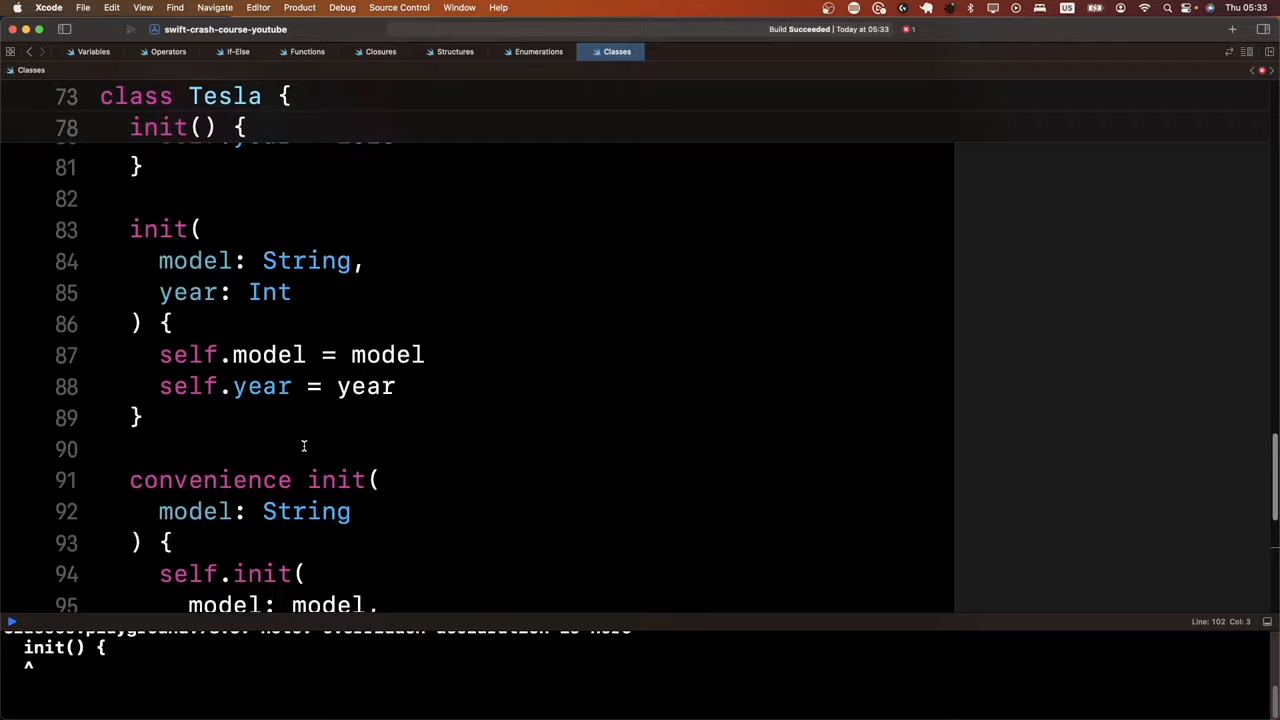 Xcode File Edit View Find Navigate Editor Product Debug Source Control Window Help US Thu 05:33
swift-crash-course-youtube Build Succeeded | Today at 05:33 1
Variables Operators If-Else Functions Closures Structures Enumerations Classes
Classes
73 class Tesla {
78 init() {
81 }
82
83 init(
84 model: String,
85 year: Int
86 ) {
87 self.model = model
88 self.year = year
89 }
90
91 convenience init(
92 model: String
93 ) {
94 self.init(
95 model: model,
Line: 102 Col: 3
init() {
^